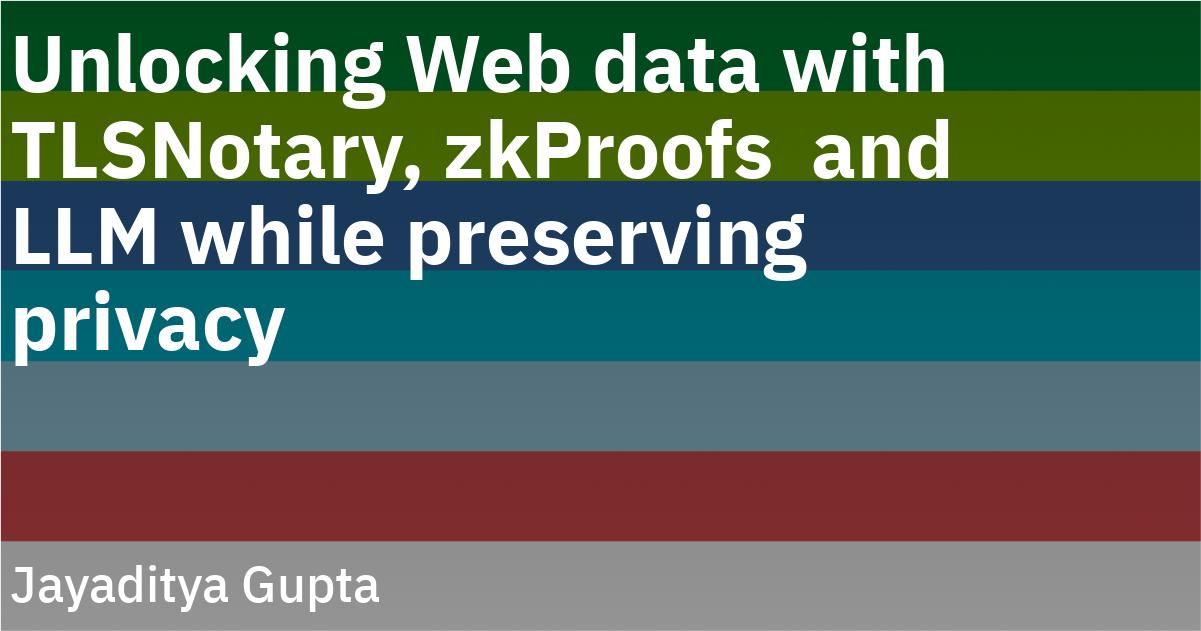 Unlocking Web data with
TLSNotary, zkProofs  and
LLM while preserving
privacy
Jayaditya Gupta